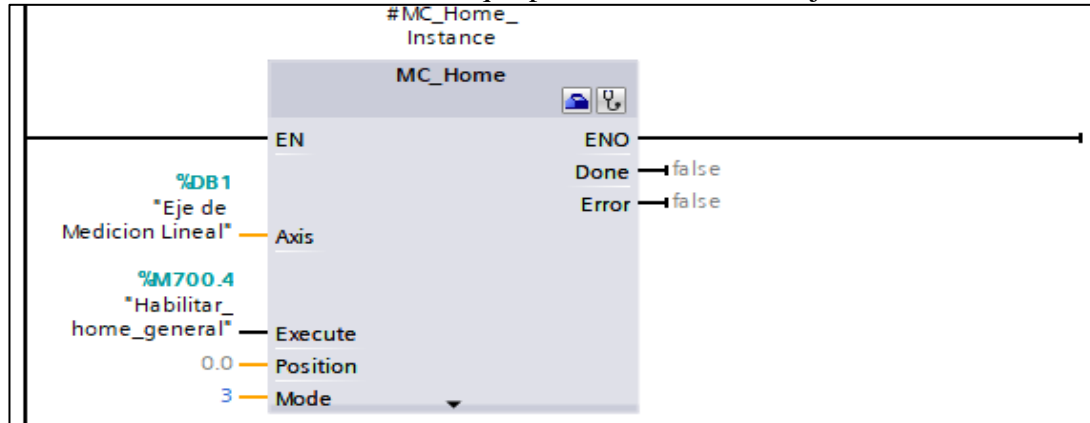 #MC_Home_
Instance
MC_Home
EN
ENO
Done
false
Error
false
%DB1
"Eje de
Medicion Lineal"
Axis
%M700.4
"Habilitar_
home_general"
Execute
0.0
Position
3
Mode